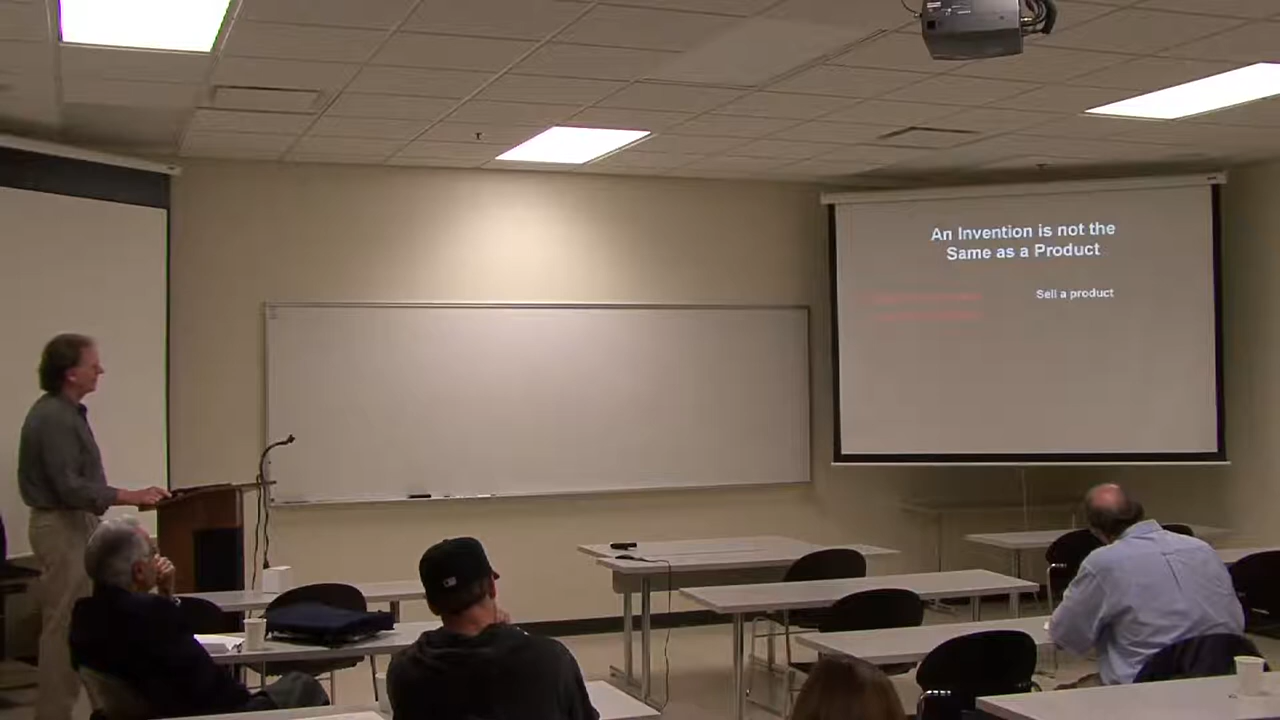 An Invention is not the
Same as a Product
Sell a product